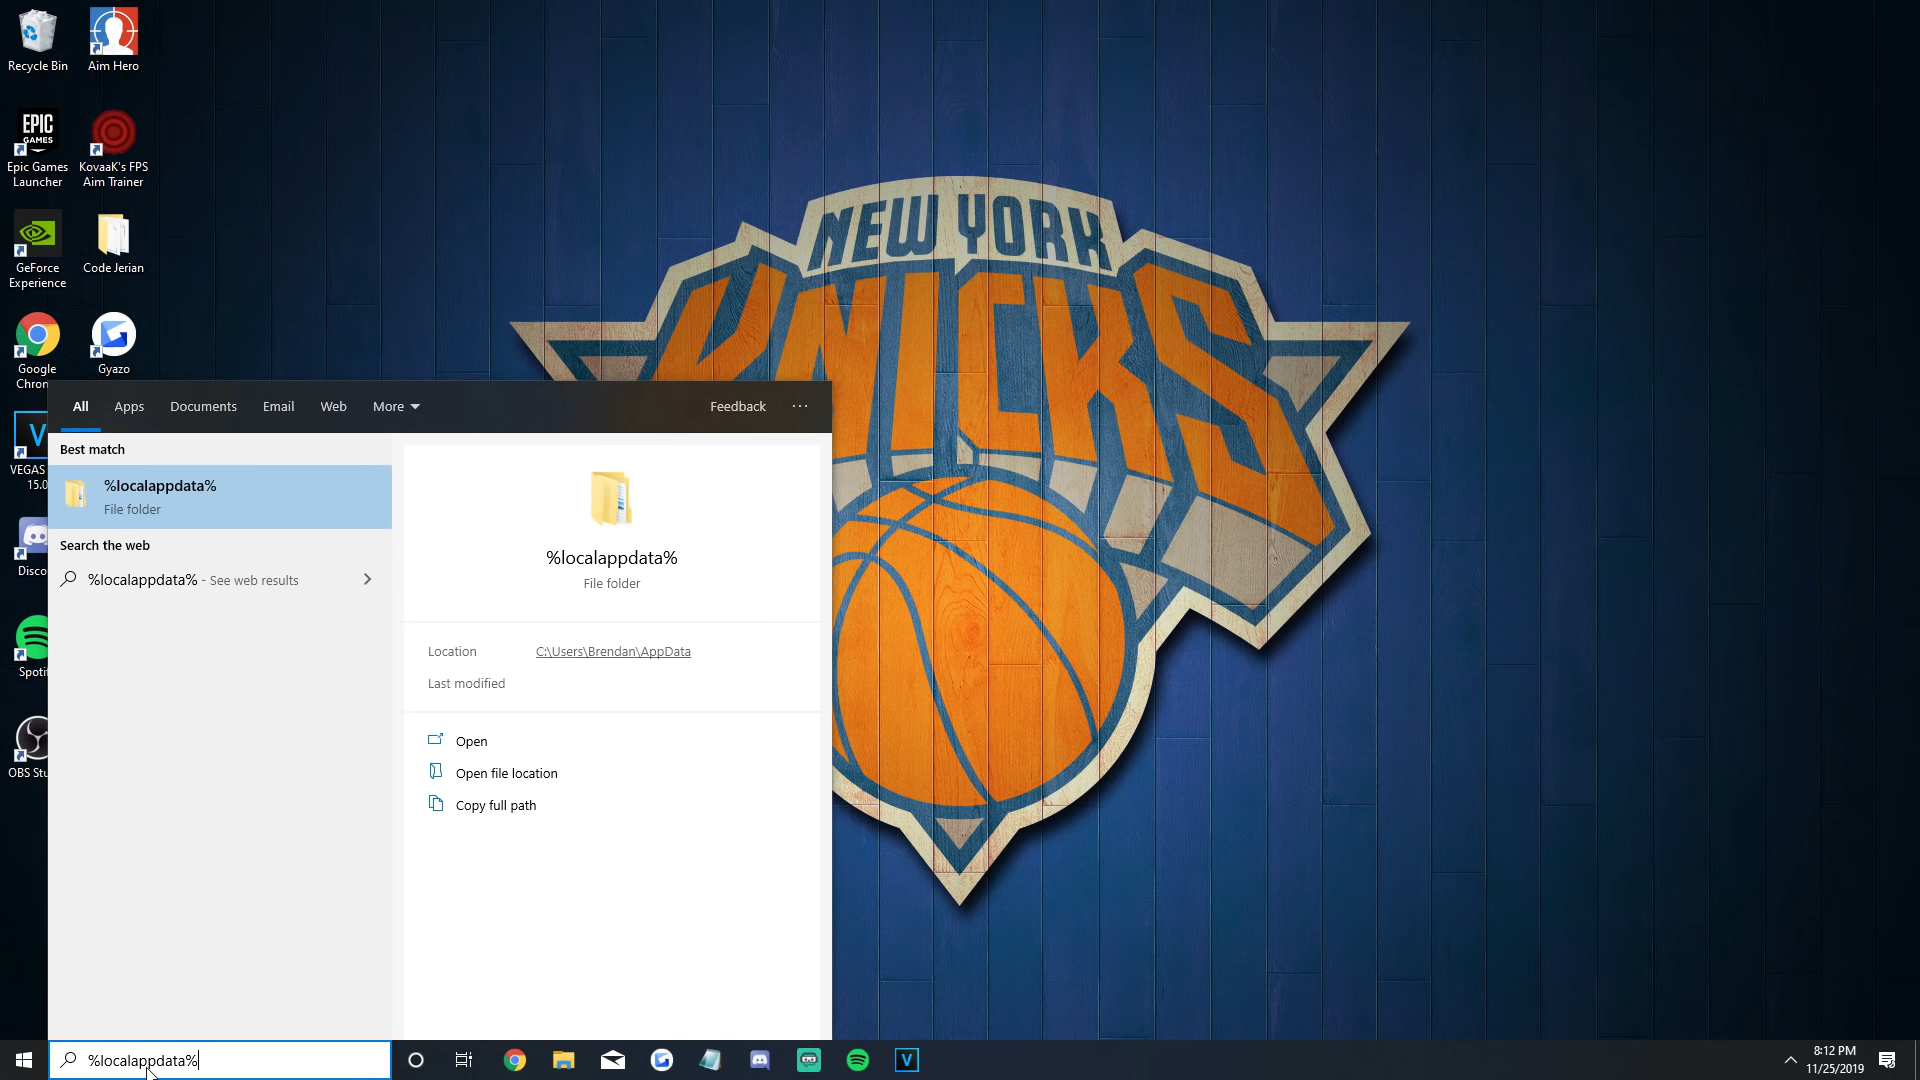 Recycle Bin
Aim Hero
EPIC
GAMES
Epic Games
Launcher
KovaaK's FPS
Aim Trainer
GeForce
Experience
Code Jerian
Google
Chrom
Gyazo
V
VEGAS
15.0
Disco
Spotif
OBS Stu
NEW YORK
KNICKS
All
Apps
Documents
Email
Web
More
Feedback
Best match
%localappdata%
File folder
Search the web
%localappdata% - See web results
%localappdata%
File folder
Location
C:\Users\Brendan\AppData
Last modified
Open
Open file location
Copy full path
%localappdata%
V
8:12 PM
11/25/2019